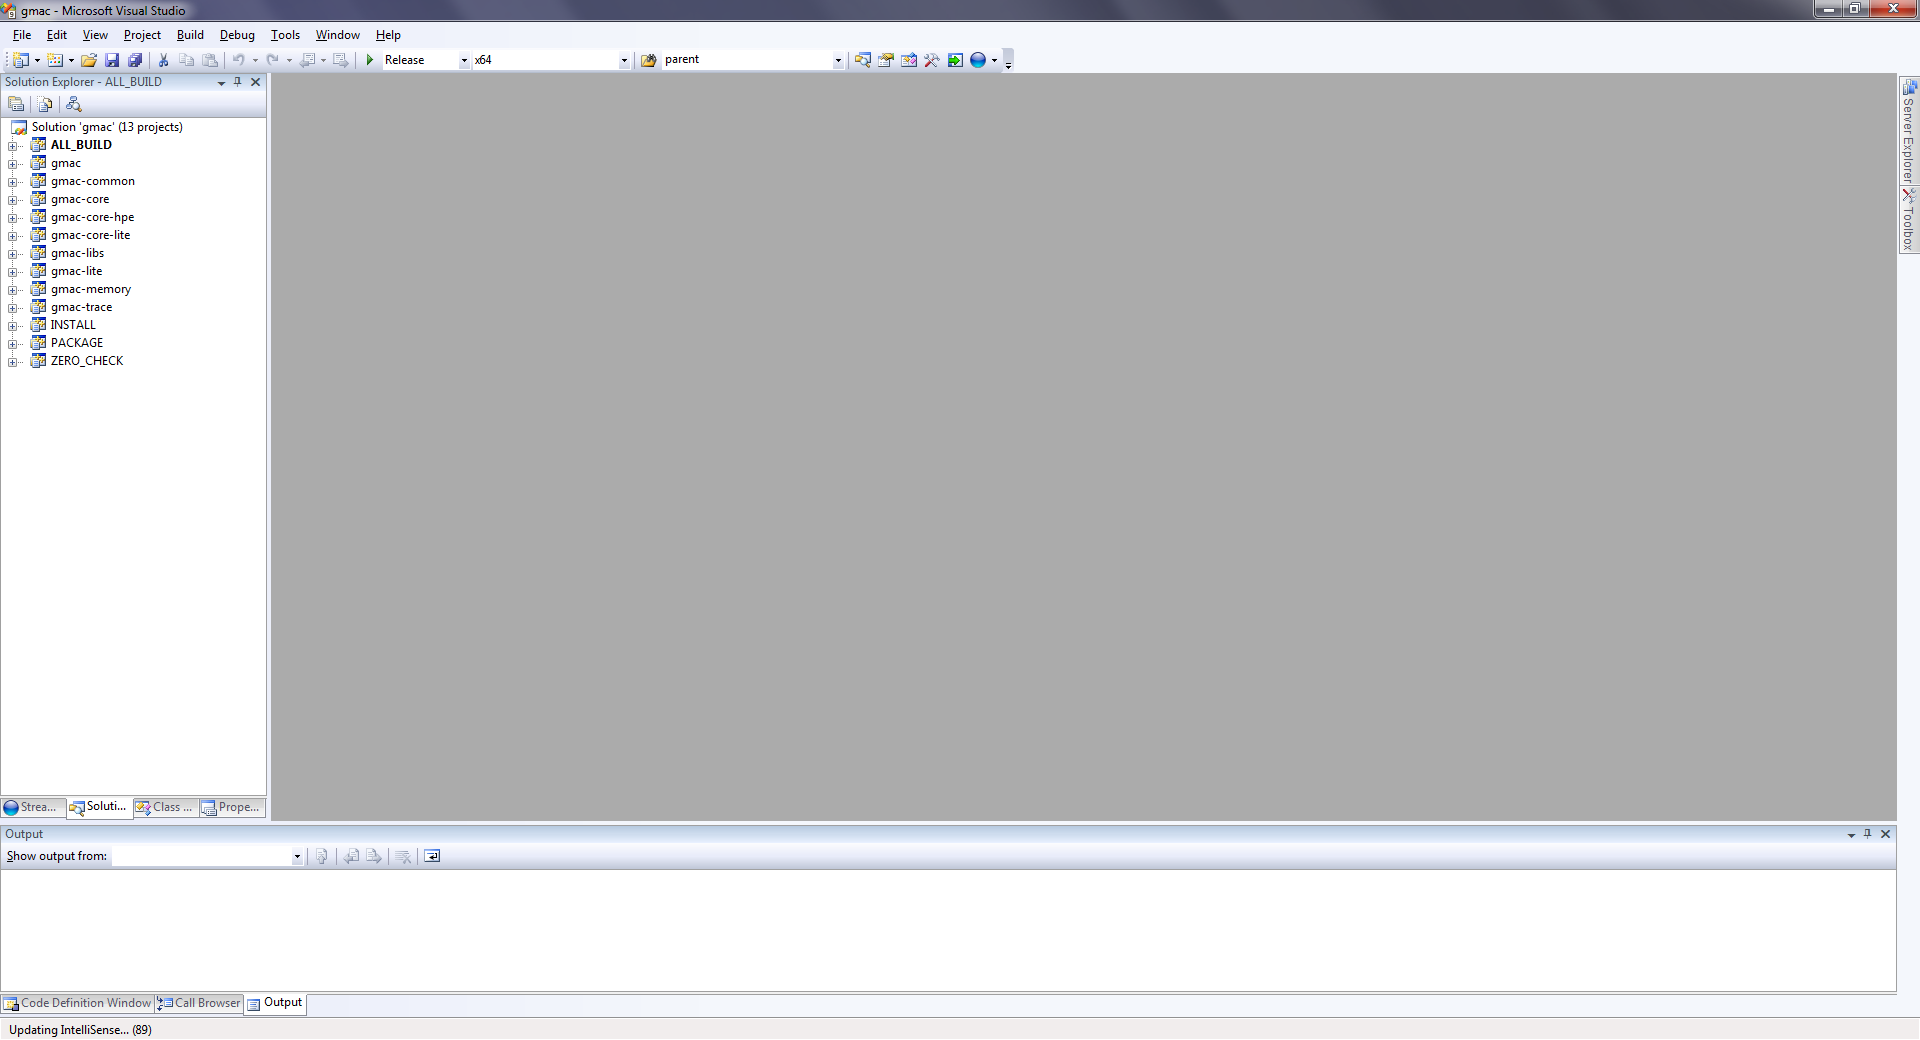 gmac - Microsoft Visual Studio
File Edit View Project Build Debug Tools Window Help
Release x64 parent
Solution Explorer - ALL_BUILD
Solution 'gmac' (13 projects)
ALL_BUILD
gmac
gmac-common
gmac-core
gmac-core-hpe
gmac-core-lite
gmac-libs
gmac-lite
gmac-memory
gmac-trace
INSTALL
PACKAGE
ZERO_CHECK
Strea... Soluti... Class ... Prope...
Server Explorer
Toolbox
Output
Show output from:
Code Definition Window Call Browser Output
Updating IntelliSense... (89)